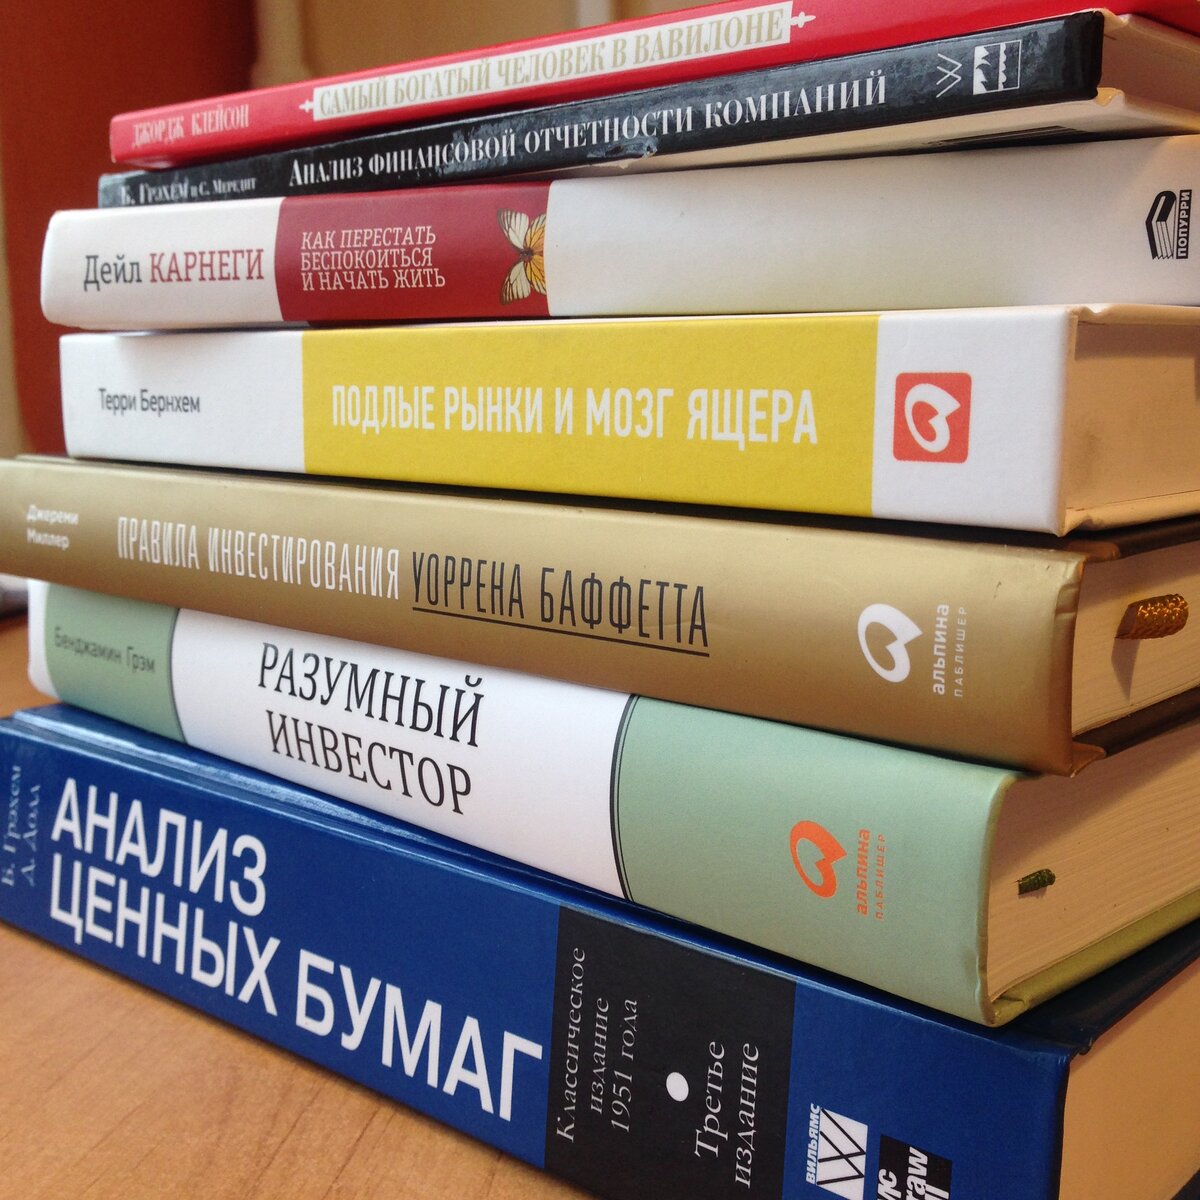 ДЖОРДЖ КЛЕЙСОН
САМЫЙ БОГАТЫЙ ЧЕЛОВЕК В ВАВИЛОНЕ
Б. ГРЭХЕМ И С. МЕРЕДИТ
АНАЛИЗ ФИНАНСОВОЙ ОТЧЕТНОСТИ КОМПАНИЙ
Дейл КАРНЕГИ
КАК ПЕРЕСТАТЬ
БЕСПОКОИТЬСЯ
И НАЧАТЬ ЖИТЬ
ПОПУРРИ
Терри Бернхем
ПОДЛЫЕ РЫНКИ И МОЗГ ЯЩЕРА
Джереми
Миллер
ПРАВИЛА ИНВЕСТИРОВАНИЯ УОРРЕНА БАФФЕТТА
альпина
ПАБЛИШЕР
Бенджамин Грэм
РАЗУМНЫЙ
ИНВЕСТОР
альпина
ПАБЛИШЕР
Б. Грэхем
Д. Додд
АНАЛИЗ
ЦЕННЫХ БУМАГ
Классическое
издание
1951 года
Третье
издание
ВИЛЬЯМС